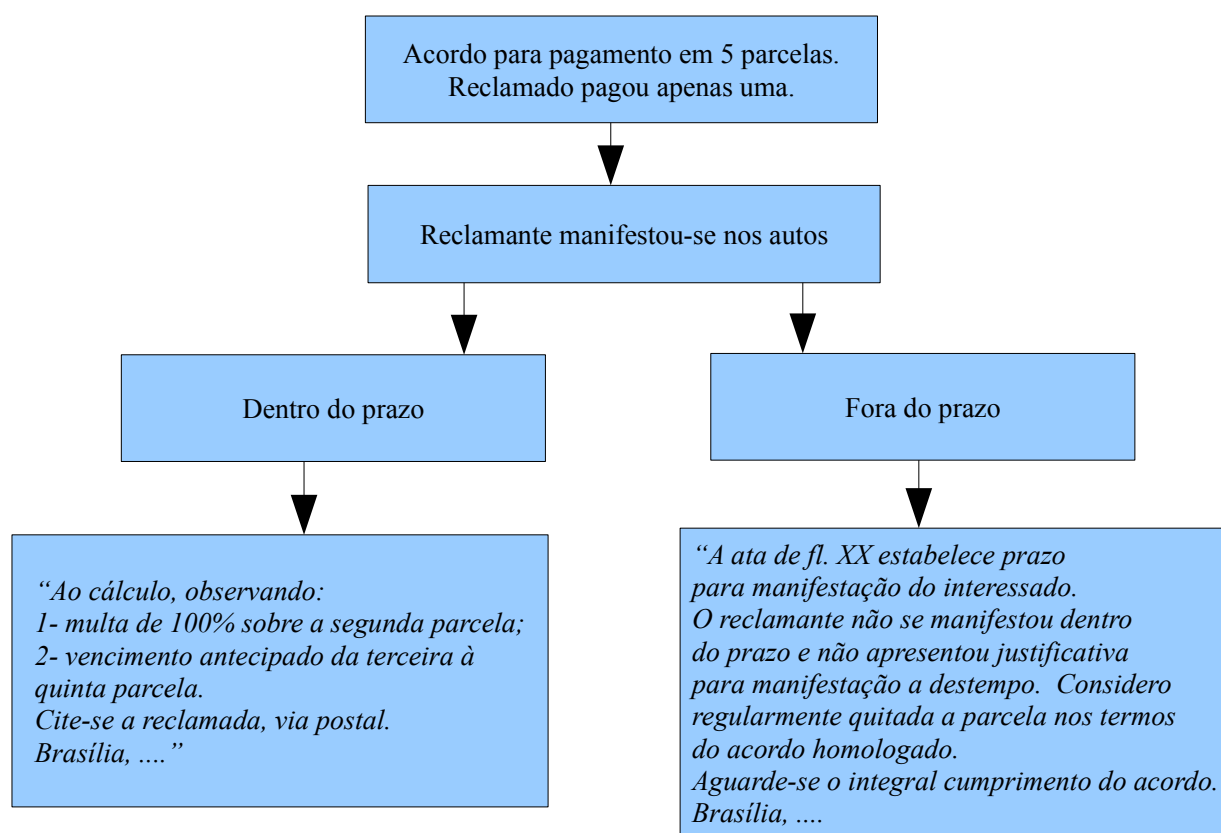 Acordo para pagamento em 5 parcelas.
Reclamado pagou apenas uma.
Reclamante manifestou-se nos autos
Dentro do prazo
Fora do prazo
“Ao cálculo, observando:
1- multa de 100% sobre a segunda parcela;
2- vencimento antecipado da terceira à
quinta parcela.
Cite-se a reclamada, via postal.
Brasília, ....”
“A ata de fl. XX estabelece prazo
para manifestação do interessado.
O reclamante não se manifestou dentro
do prazo e não apresentou justificativa
para manifestação a destempo.  Considero
regularmente quitada a parcela nos termos
do acordo homologado.
Aguarde-se o integral cumprimento do acordo.
Brasília, ....